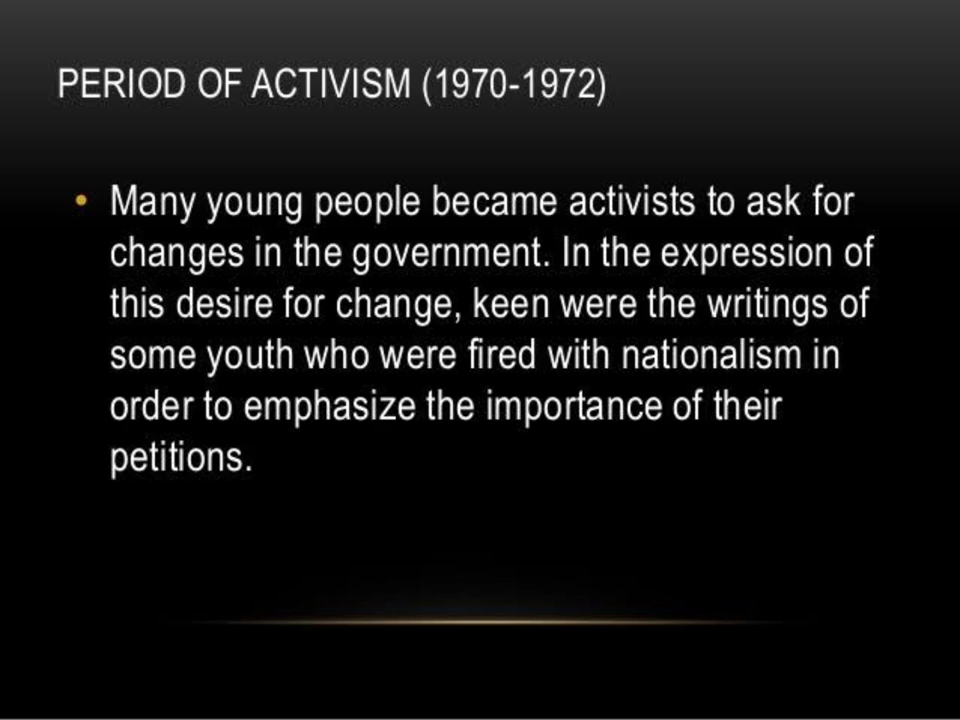 PERIOD OF ACTIVISM (1970-1972)
• Many young people became activists to ask for
changes in the government. In the expression of
this desire for change, keen were the writings of
some youth who were fired with nationalism in
order to emphasize the importance of their
petitions.